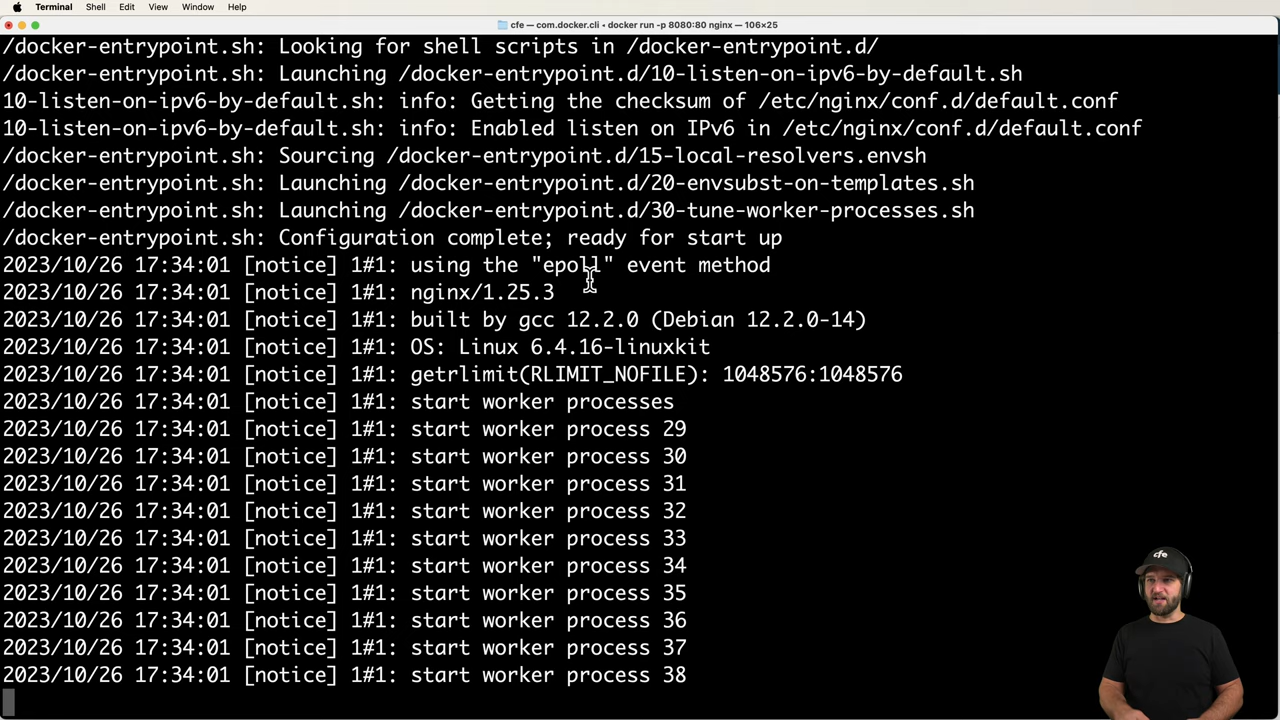 Terminal Shell Edit View Window Help
cfe — com.docker.cli • docker run -p 8080:80 nginx — 106×25
/docker-entrypoint.sh: Looking for shell scripts in /docker-entrypoint.d/
/docker-entrypoint.sh: Launching /docker-entrypoint.d/10-listen-on-ipv6-by-default.sh
10-listen-on-ipv6-by-default.sh: info: Getting the checksum of /etc/nginx/conf.d/default.conf
10-listen-on-ipv6-by-default.sh: info: Enabled listen on IPv6 in /etc/nginx/conf.d/default.conf
/docker-entrypoint.sh: Sourcing /docker-entrypoint.d/15-local-resolvers.envsh
/docker-entrypoint.sh: Launching /docker-entrypoint.d/20-envsubst-on-templates.sh
/docker-entrypoint.sh: Launching /docker-entrypoint.d/30-tune-worker-processes.sh
/docker-entrypoint.sh: Configuration complete; ready for start up
2023/10/26 17:34:01 [notice] 1#1: using the "epoll" event method
2023/10/26 17:34:01 [notice] 1#1: nginx/1.25.3
2023/10/26 17:34:01 [notice] 1#1: built by gcc 12.2.0 (Debian 12.2.0-14)
2023/10/26 17:34:01 [notice] 1#1: OS: Linux 6.4.16-linuxkit
2023/10/26 17:34:01 [notice] 1#1: getrlimit(RLIMIT_NOFILE): 1048576:1048576
2023/10/26 17:34:01 [notice] 1#1: start worker processes
2023/10/26 17:34:01 [notice] 1#1: start worker process 29
2023/10/26 17:34:01 [notice] 1#1: start worker process 30
2023/10/26 17:34:01 [notice] 1#1: start worker process 31
2023/10/26 17:34:01 [notice] 1#1: start worker process 32
2023/10/26 17:34:01 [notice] 1#1: start worker process 33
2023/10/26 17:34:01 [notice] 1#1: start worker process 34
2023/10/26 17:34:01 [notice] 1#1: start worker process 35
2023/10/26 17:34:01 [notice] 1#1: start worker process 36
2023/10/26 17:34:01 [notice] 1#1: start worker process 37
2023/10/26 17:34:01 [notice] 1#1: start worker process 38
cfe